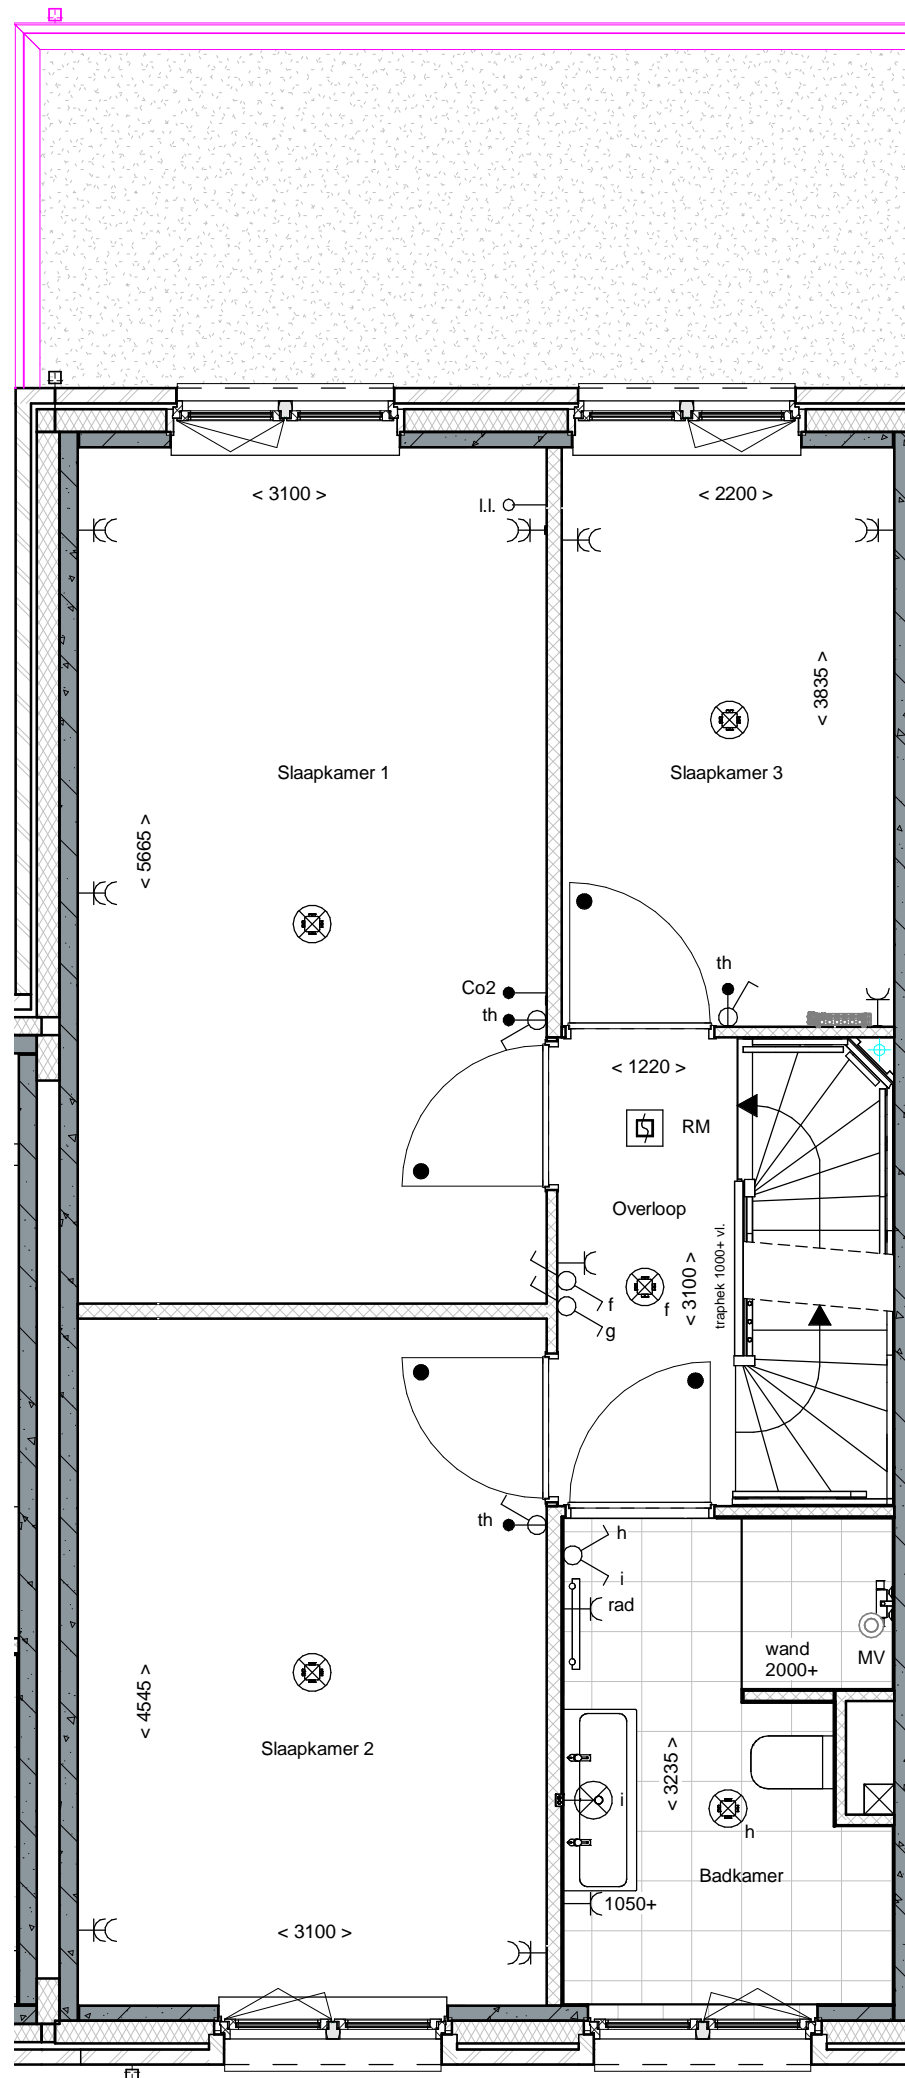 < 3100 >
< 2200 >
l.l.
< 3835 >
Slaapkamer 1
Slaapkamer 3
< 5665 >
th
Co2
th
< 1220 >
RM
Overloop
traphek 1000+ vl.
< 3100 >
f
f
g
th
h
i
rad
wand
2000+
MV
< 4545 >
Slaapkamer 2
< 3235 >
i
h
Badkamer
1050+
< 3100 >